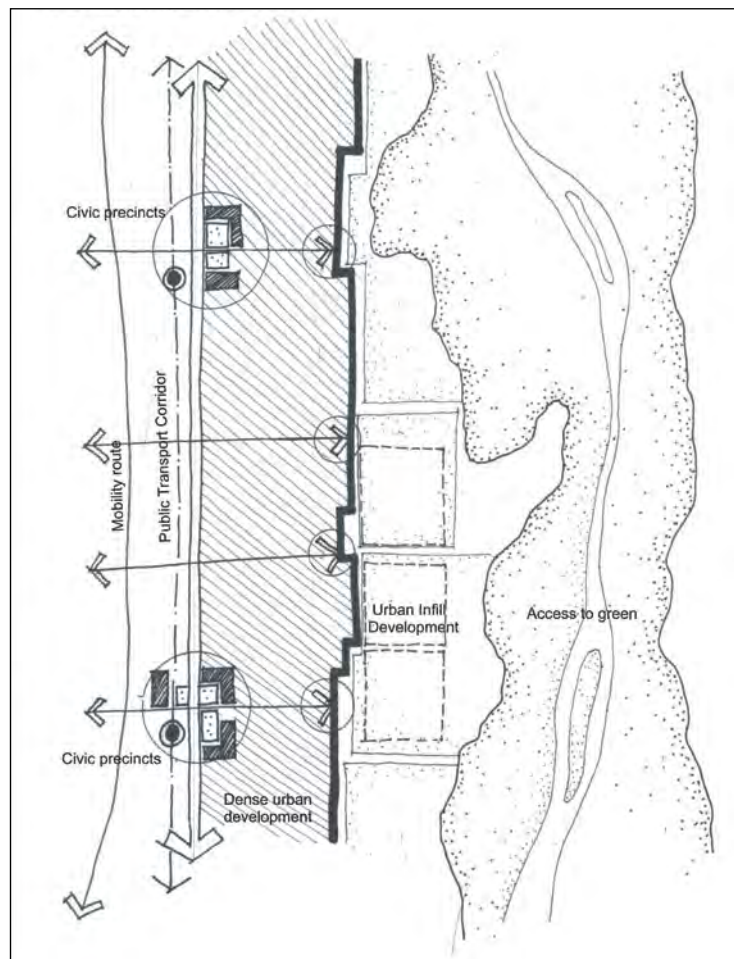 Civic precincts
Mobility route
Public Transport Corridor
Urban Infill
Development
Access to green
Civic precincts
Dense urban
development